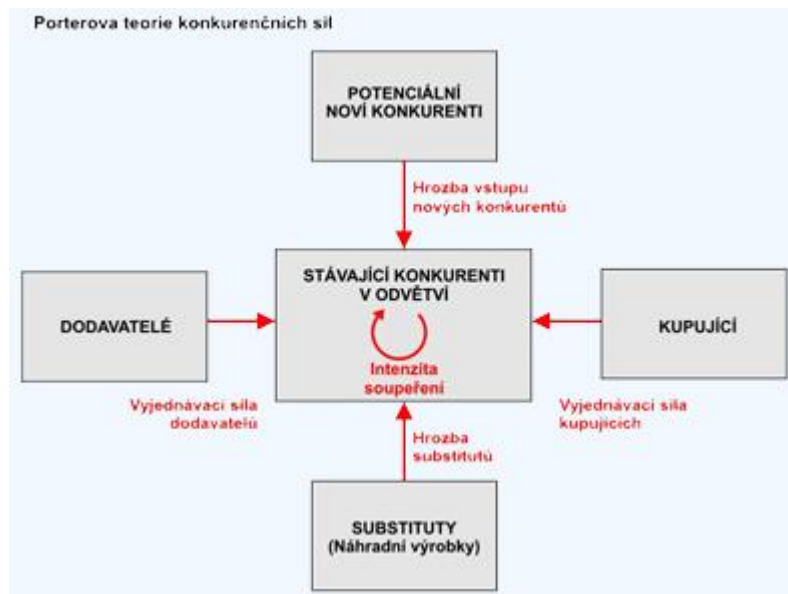 Porterova teorie konkurenčních sil
POTENCIÁLNÍ
NOVÍ KONKURENTI
Hrozba vstupu
nových konkurentů
STÁVAJÍCÍ KONKURENTI
V ODVĚTVÍ
Intenzita
soupeření
DODAVATELÉ
KUPUJÍCÍ
Vyjednávací síla
dodavatelů
Vyjednávací síla
kupujících
Hrozba
substitutů
SUBSTITUTY
(Náhradní výrobky)